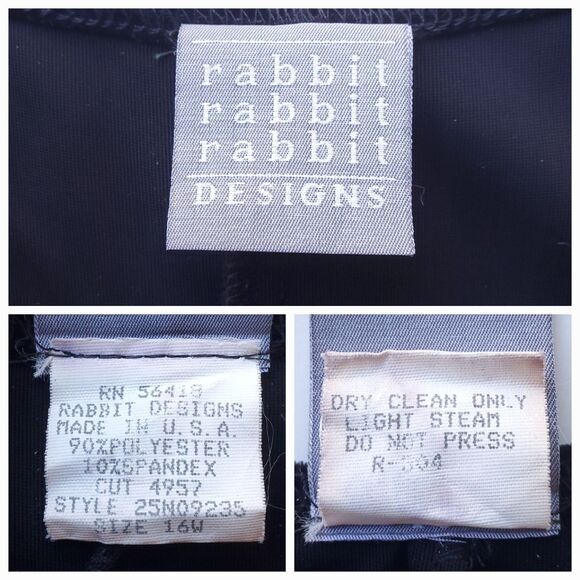 rabbit
rabbit
rabbit
DESIGNS
RN 56418
RABBIT DESIGNS
MADE IN U.S.A.
90%POLYESTER
10%SPANDEX
CUT 4957
STYLE 25N09235
SIZE 16W
DRY CLEAN ONLY
LIGHT STEAM
DO NOT PRESS